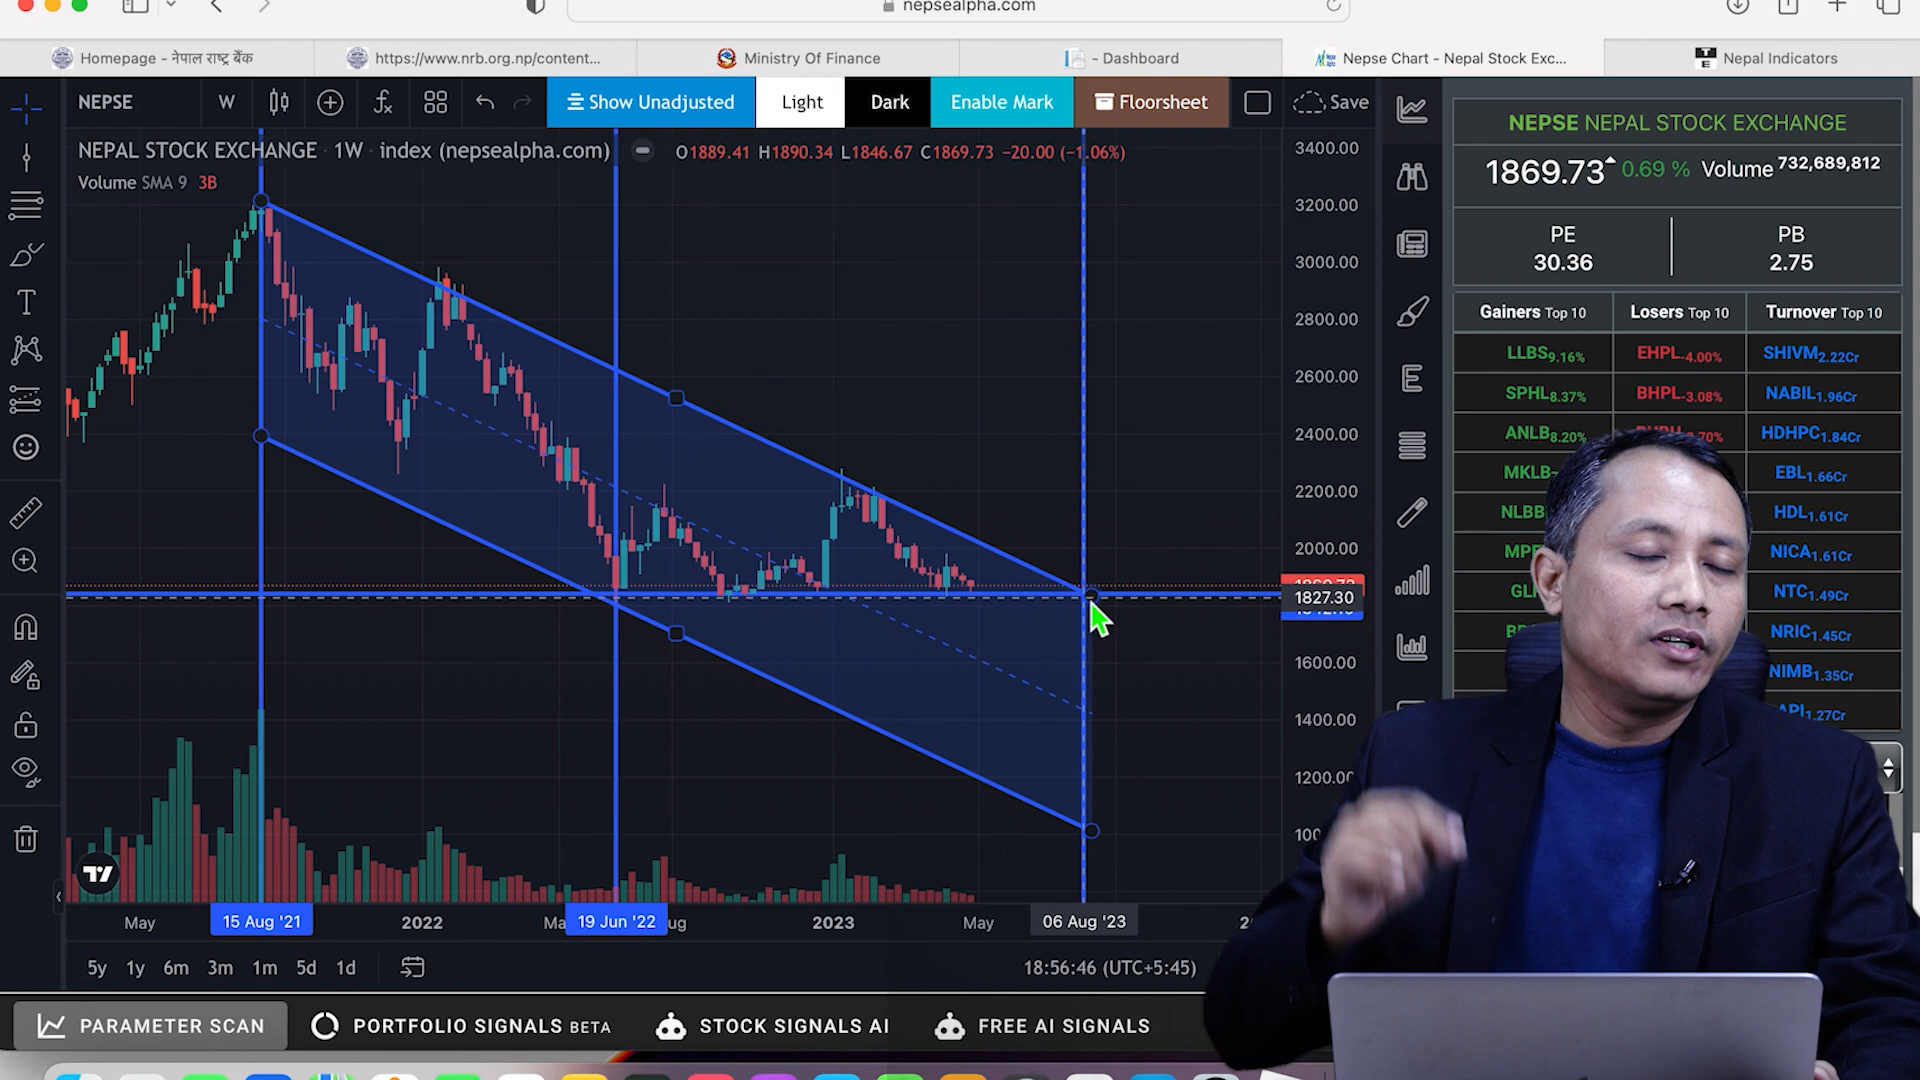 nepsealpha.com
Homepage - नेपाल राष्ट्र बैंक
https://www.nrb.org.np/content...
Ministry Of Finance
- Dashboard
Nepse Chart - Nepal Stock Exc...
Nepal Indicators
NEPSE
W
Show Unadjusted
Light
Dark
Enable Mark
Floorsheet
Save
NEPAL STOCK EXCHANGE · 1W · index (nepsealpha.com)
O1889.41 H1890.34 L1846.67 C1869.73 −20.00 (−1.06%)
Volume SMA 9 3B
3400.00
3200.00
3000.00
2800.00
2600.00
2400.00
2200.00
2000.00
1827.30
1600.00
1400.00
1200.00
May
15 Aug '21
2022
19 Jun '22
2023
May
06 Aug '23
5y 1y 6m 3m 1m 5d 1d
18:56:46 (UTC+5:45)
NEPSE NEPAL STOCK EXCHANGE
1869.73 0.69 % Volume 732,689,812
PE
30.36
PB
2.75
Gainers Top 10
Losers Top 10
Turnover Top 10
LLBS9.16% EHPL-4.00% SHIVM2.22Cr
SPHL8.37% BHPL-3.08% NABIL1.96Cr
ANLB8.20% HDHPC1.84Cr
MKLB EBL1.66Cr
NLBB HDL1.61Cr
NICA1.61Cr
NTC1.49Cr
NRIC1.45Cr
NIMB1.35Cr
API1.27Cr
PARAMETER SCAN
PORTFOLIO SIGNALS BETA
STOCK SIGNALS AI
FREE AI SIGNALS